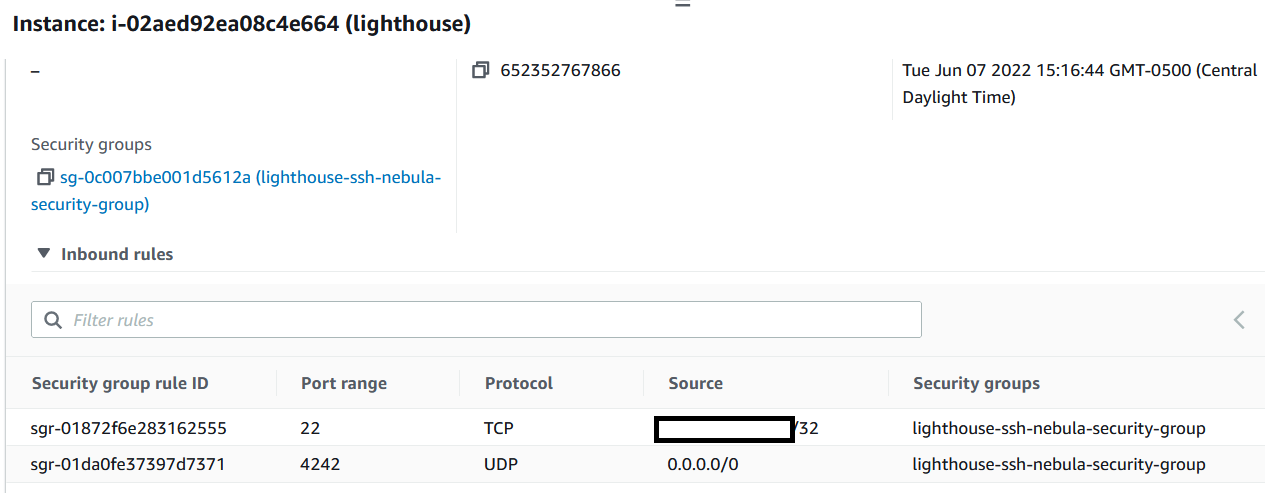 Instance: i-02aed92ea08c4e664 (lighthouse)
–
652352767866
Tue Jun 07 2022 15:16:44 GMT-0500 (Central
Daylight Time)
Security groups
sg-0c007bbe001d5612a (lighthouse-ssh-nebula-
security-group)
Inbound rules
Filter rules
Security group rule ID Port range Protocol Source Security groups
sgr-01872f6e283162555 22 TCP /32 lighthouse-ssh-nebula-security-group
sgr-01da0fe37397d7371 4242 UDP 0.0.0.0/0 lighthouse-ssh-nebula-security-group